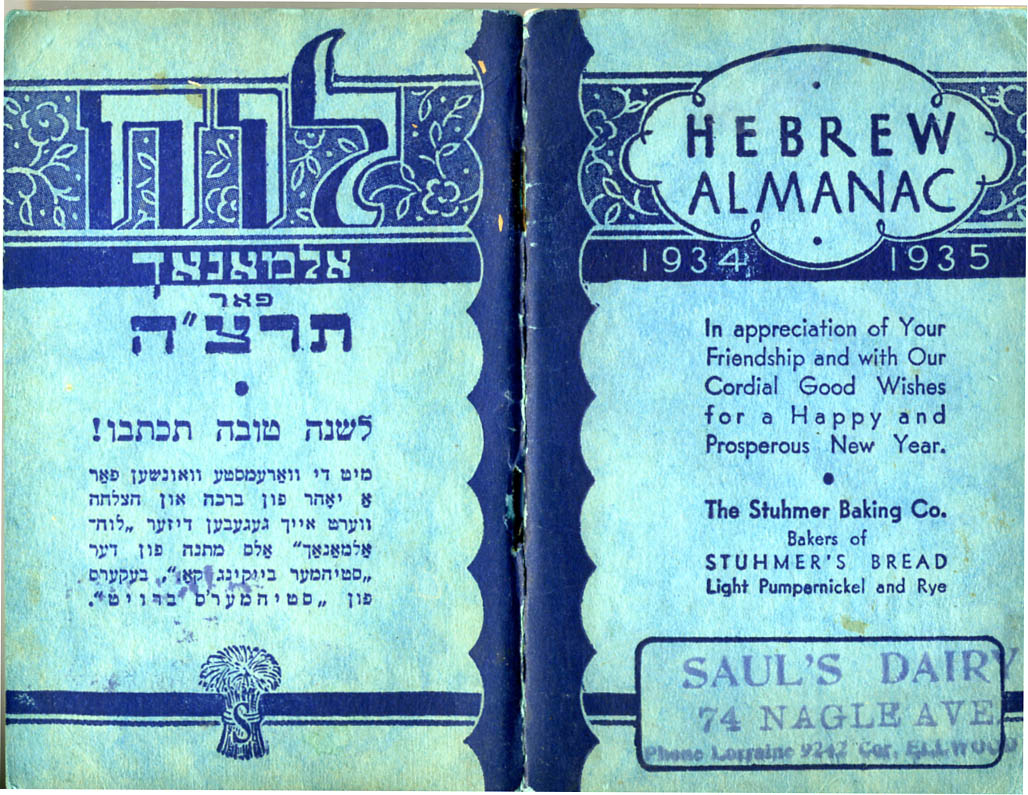 לוח
אלמאנאך
פאר
תרצ"ה
לשנה טובה תכתבו!
מיט די ווארעמסטע וואונשען פאר
א יאָהר פון ברכה און הצלחה
ווערט אייך געגעבען דיזער „לוח־
אלמאנאך" אלס מתנה פון דער
„סטיהמער בייקינג קאָ.", בעקערס
פון „סטיהמער'ס ברויט".
S
HEBREW
ALMANAC
1934 1935
In appreciation of Your
Friendship and with Our
Cordial Good Wishes
for a Happy and
Prosperous New Year.
The Stuhmer Baking Co.
Bakers of
STUHMER'S BREAD
Light Pumpernickel and Rye
SAUL'S DAIRY
74 NAGLE AVE.
Phone Lorraine 9242 Cor. ELLWOOD